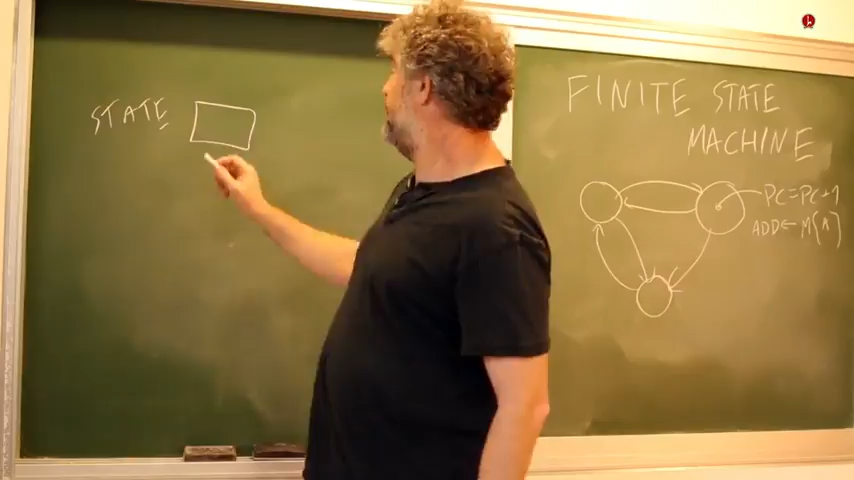 STATE
FINITE STATE
MACHINE
PC=PC+1
ADD← M[A]